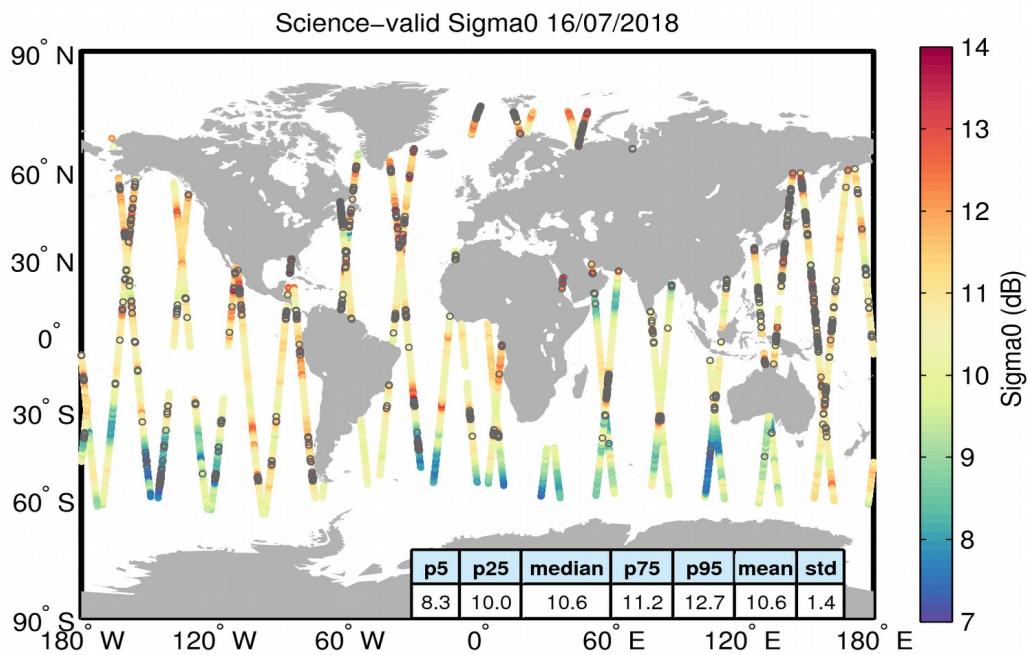 Science−valid Sigma0 16/07/2018
90° N
60° N
30° N
0°
30° S
60° S
90° S
180° W
120° W
60° W
0°
60° E
120° E
180° E
p5 p25 median p75 p95 mean std
8.3 10.0 10.6 11.2 12.7 10.6 1.4
14
13
12
11
10
9
8
7
Sigma0 (dB)